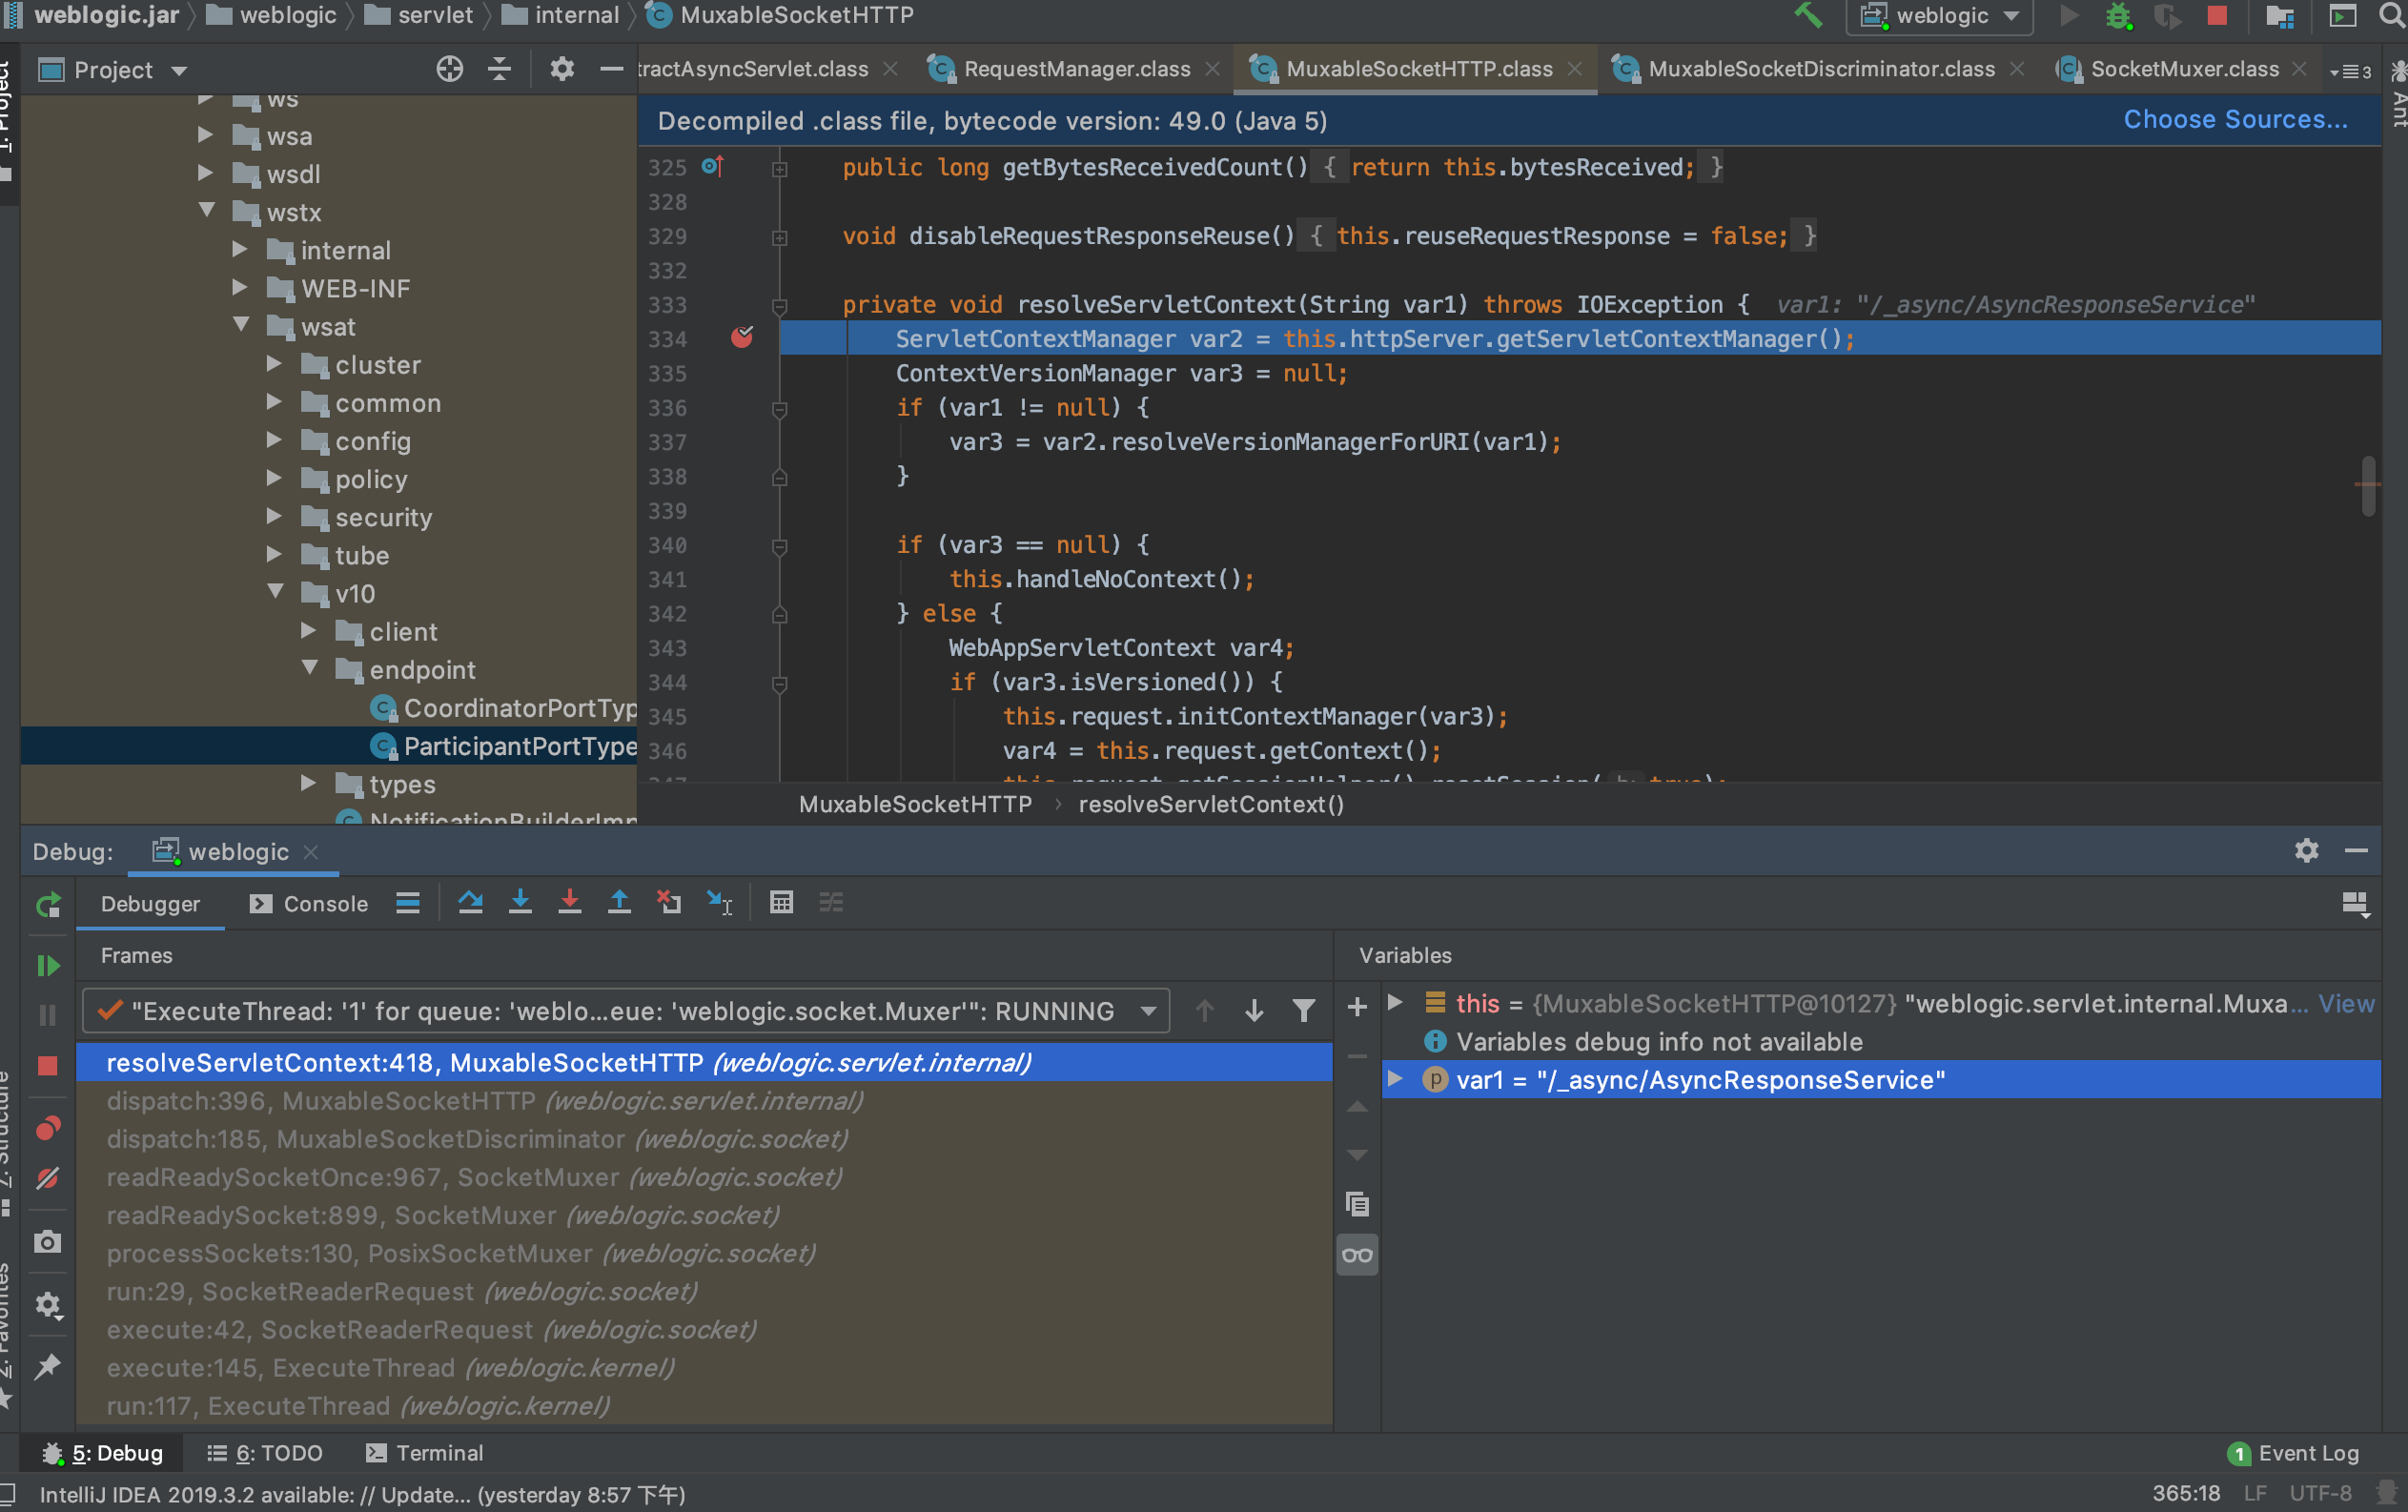 weblogic.jar weblogic servlet internal MuxableSocketHTTP weblogic
Project tractAsyncServlet.class RequestManager.class MuxableSocketHTTP.class MuxableSocketDiscriminator.class SocketMuxer.class 3
1: Project
Ant
ws
wsa
wsdl
wstx
internal
WEB-INF
wsat
cluster
common
config
policy
security
tube
v10
client
endpoint
CoordinatorPortTyp
ParticipantPortType
types
NotificationBuilderImp
Decompiled .class file, bytecode version: 49.0 (Java 5) Choose Sources...
325 public long getBytesReceivedCount() { return this.bytesReceived; }
328
329 void disableRequestResponseReuse() { this.reuseRequestResponse = false; }
332
333 private void resolveServletContext(String var1) throws IOException { var1: "/_async/AsyncResponseService"
334 ServletContextManager var2 = this.httpServer.getServletContextManager();
335 ContextVersionManager var3 = null;
336 if (var1 != null) {
337 var3 = var2.resolveVersionManagerForURI(var1);
338 }
339
340 if (var3 == null) {
341 this.handleNoContext();
342 } else {
343 WebAppServletContext var4;
344 if (var3.isVersioned()) {
345 this.request.initContextManager(var3);
346 var4 = this.request.getContext();
347 this.request.getSessionHelper().resetSession( b: true);
MuxableSocketHTTP › resolveServletContext()
Debug: weblogic
Debugger Console
Frames
"ExecuteThread: '1' for queue: 'weblo...eue: 'weblogic.socket.Muxer'": RUNNING
resolveServletContext:418, MuxableSocketHTTP (weblogic.servlet.internal)
dispatch:396, MuxableSocketHTTP (weblogic.servlet.internal)
dispatch:185, MuxableSocketDiscriminator (weblogic.socket)
readReadySocketOnce:967, SocketMuxer (weblogic.socket)
readReadySocket:899, SocketMuxer (weblogic.socket)
processSockets:130, PosixSocketMuxer (weblogic.socket)
run:29, SocketReaderRequest (weblogic.socket)
execute:42, SocketReaderRequest (weblogic.socket)
execute:145, ExecuteThread (weblogic.kernel)
run:117, ExecuteThread (weblogic.kernel)
Variables
this = {MuxableSocketHTTP@10127} "weblogic.servlet.internal.Muxa... View
Variables debug info not available
p var1 = "/_async/AsyncResponseService"
7: Structure
2: Favorites
5: Debug 6: TODO Terminal 1 Event Log
IntelliJ IDEA 2019.3.2 available: // Update... (yesterday 8:57 下午) 365:18 LF UTF-8